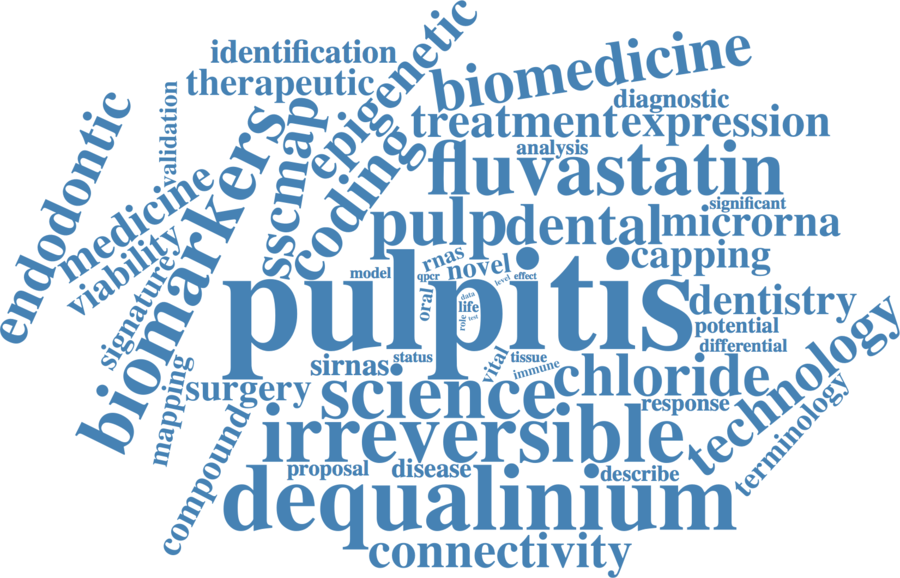 identification
therapeutic
epigenetic
biomedicine
diagnostic
treatment
expression
analysis
validation
endodontic
medicine
viability
signature
biomarkers
sscmap
coding
fluvastatin
significant
pulp
dental
microrna
capping
rnas
novel
model
qpcr
level
effect
oral
data
life
role
test
pulpitis
dentistry
potential
differential
technology
terminology
mapping
surgery
sirnas
status
vital
tissue
immune
science
chloride
response
compound
irreversible
proposal
disease
describe
dequalinium
connectivity